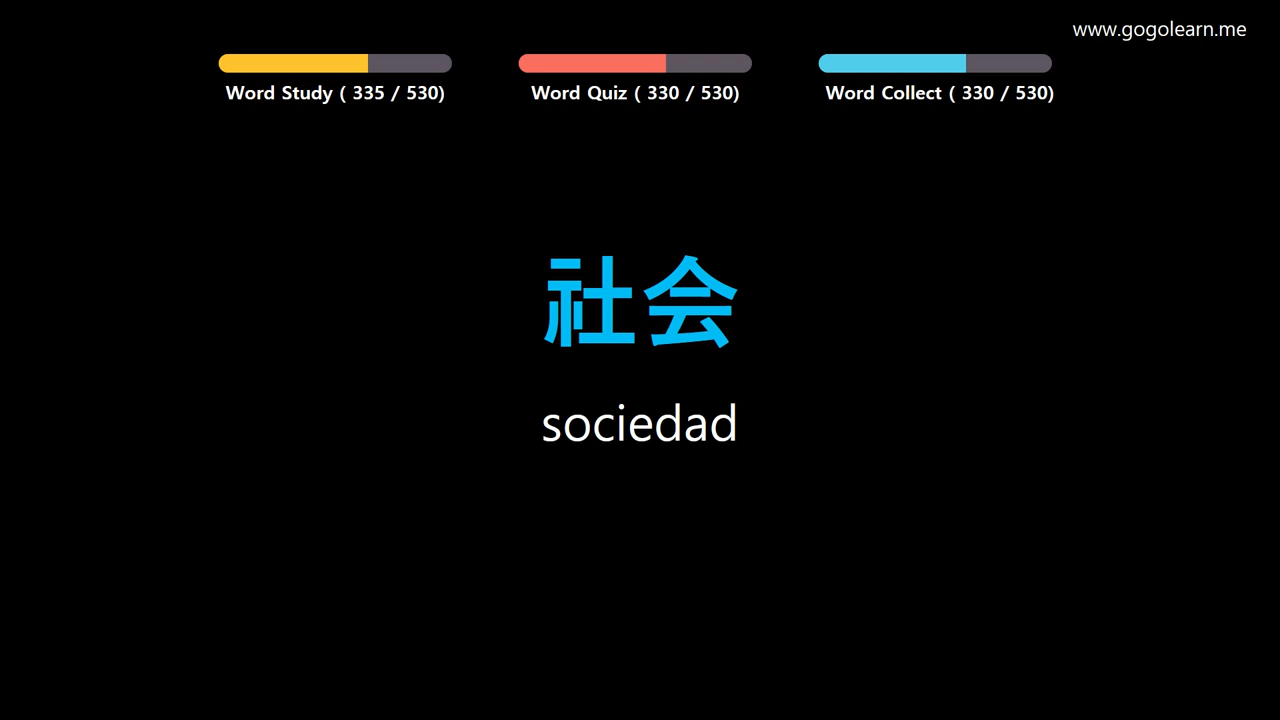 www.gogolearn.me
Word Study ( 335 / 530)
Word Quiz ( 330 / 530)
Word Collect ( 330 / 530)
社会
sociedad